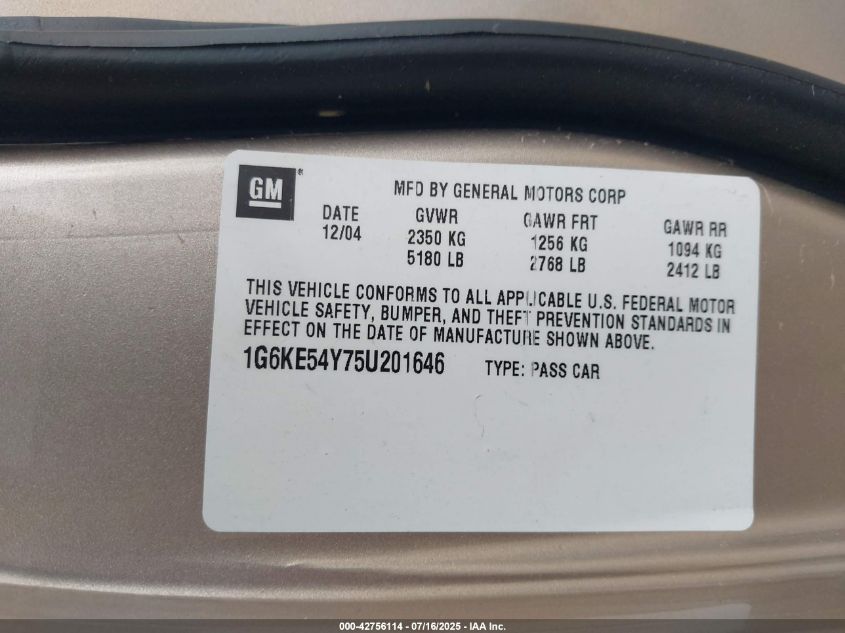 GM
MFD BY GENERAL MOTORS CORP
DATE GVWR GAWR FRT GAWR RR
12/04 2350 KG 1256 KG 1094 KG
5180 LB 2768 LB 2412 LB
THIS VEHICLE CONFORMS TO ALL APPLICABLE U.S. FEDERAL MOTOR
VEHICLE SAFETY, BUMPER, AND THEFT PREVENTION STANDARDS IN
EFFECT ON THE DATE OF MANUFACTURE SHOWN ABOVE.
1G6KE54Y75U201646 TYPE: PASS CAR
000-42756114 - 07/16/2025 - IAA Inc.